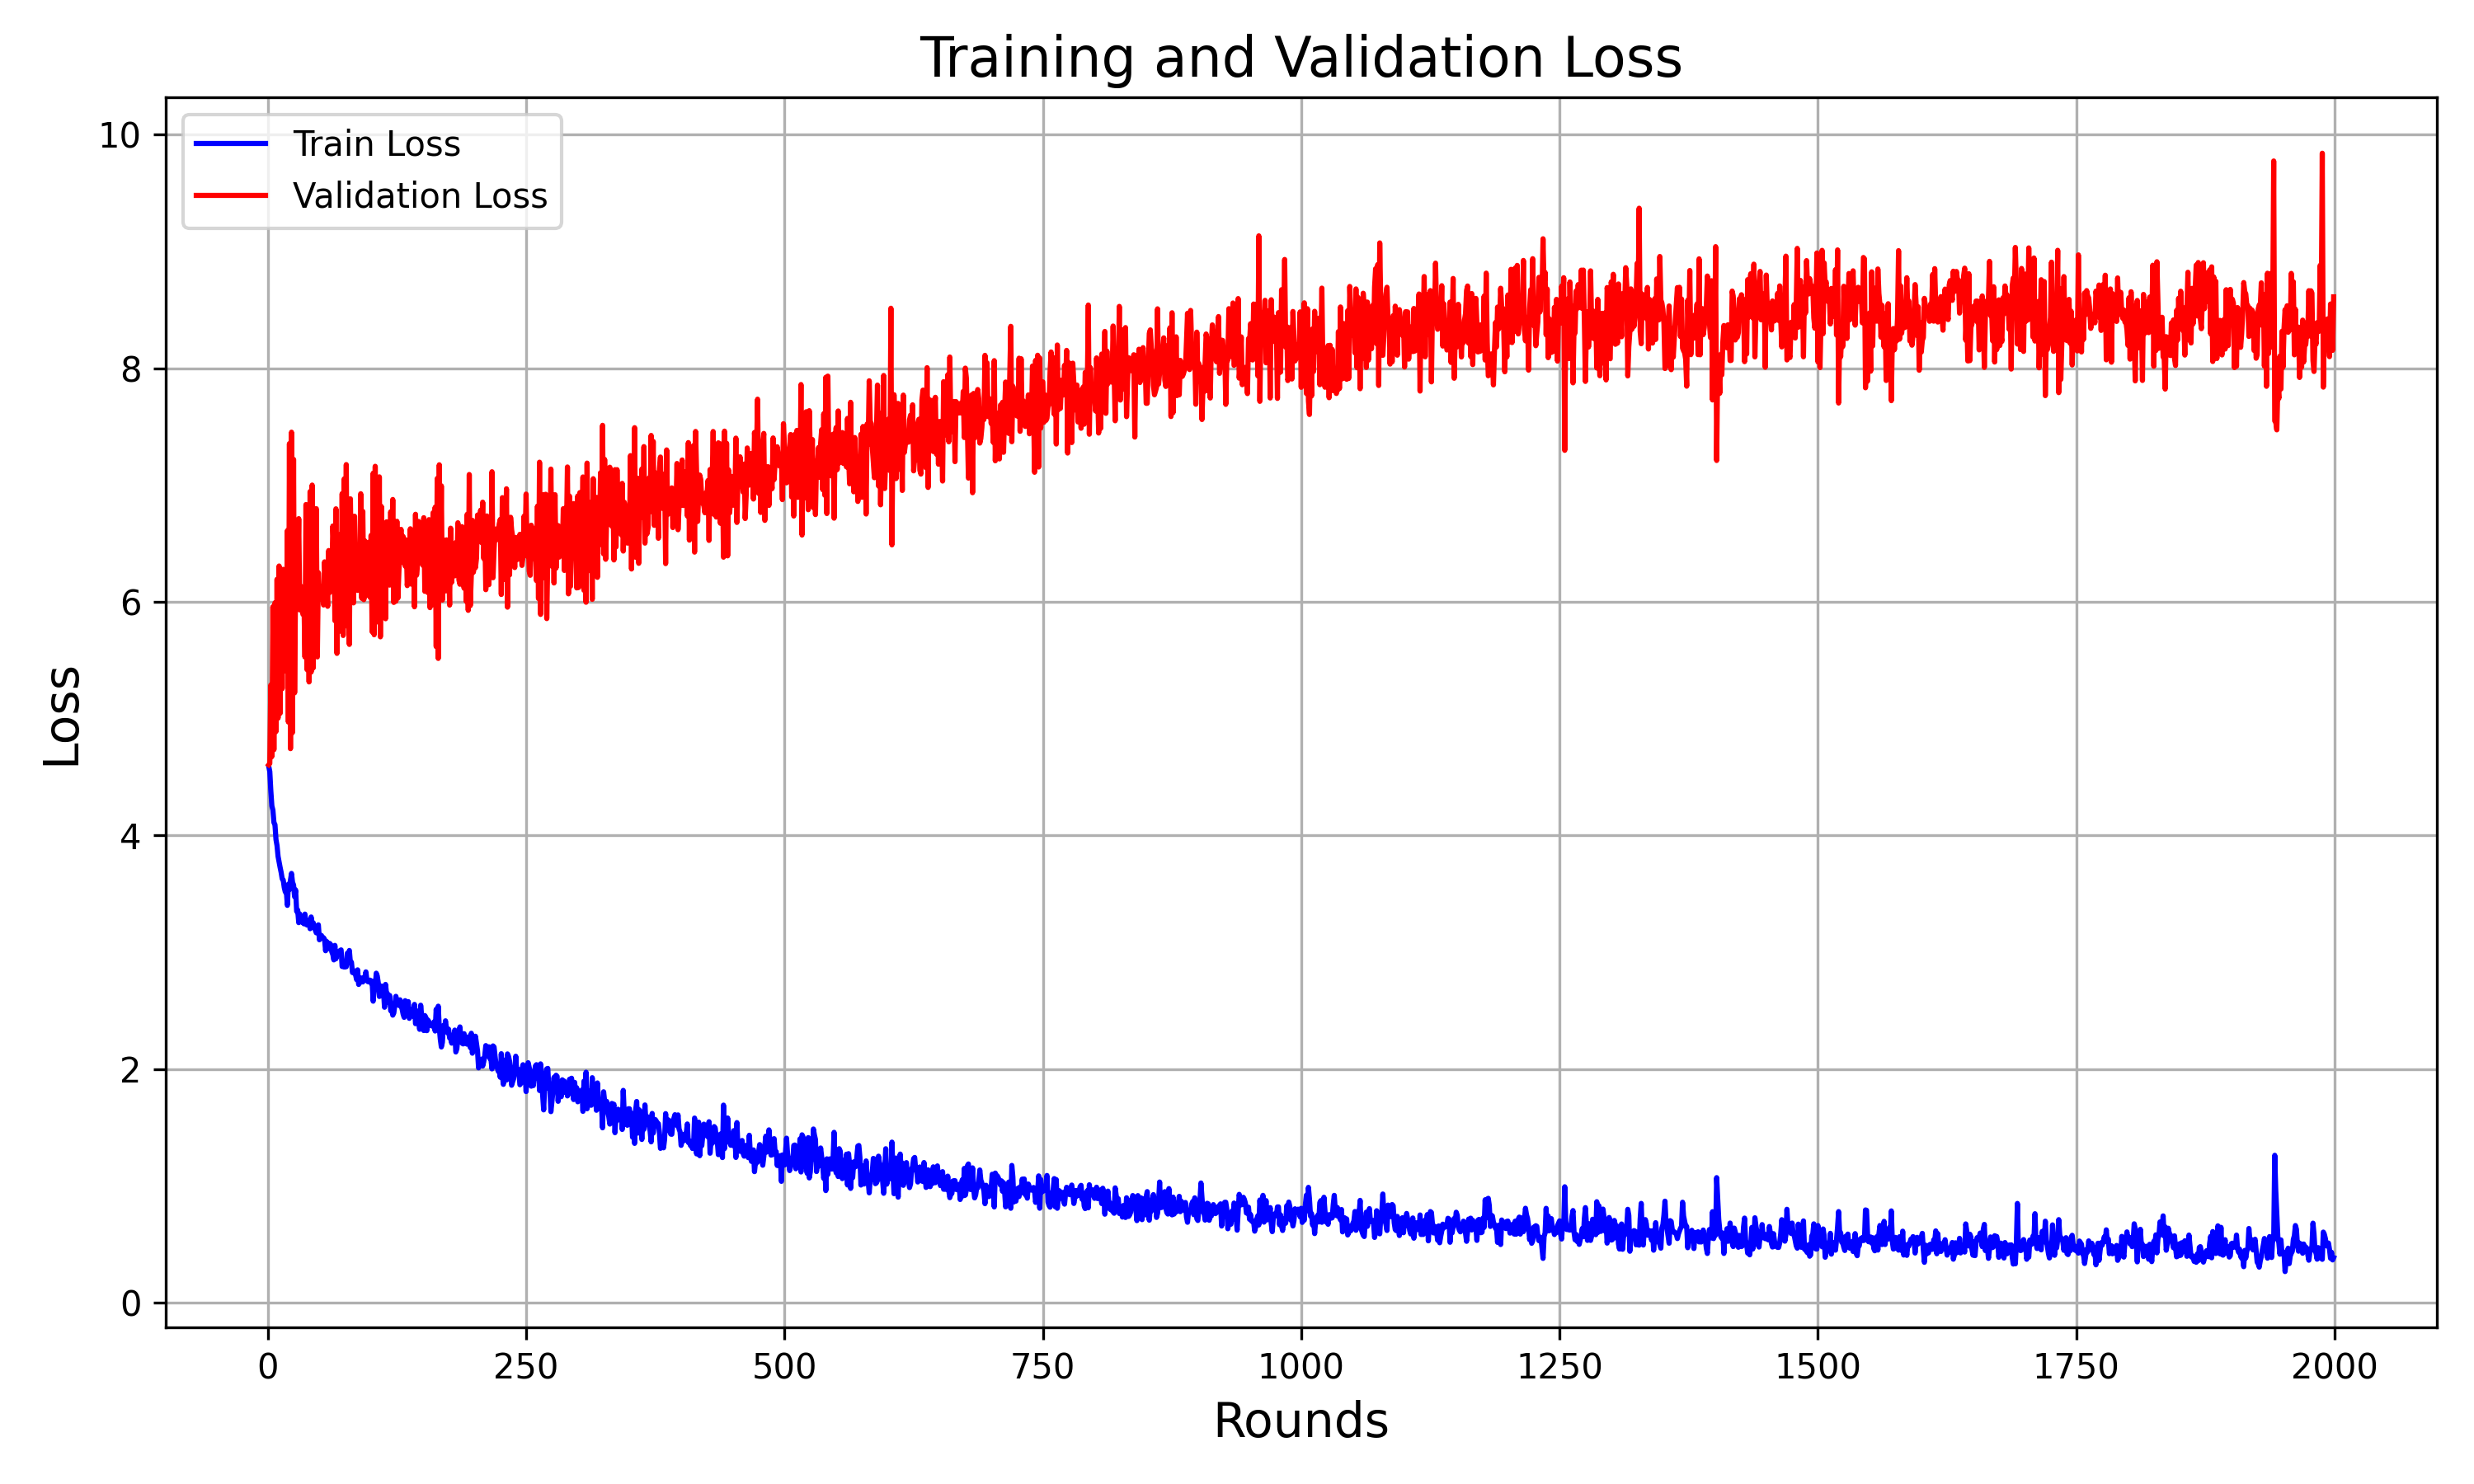 Training and Validation Loss
Train Loss
Validation Loss
10
8
6
4
2
0
Loss
0 250 500 750 1000 1250 1500 1750 2000
Rounds